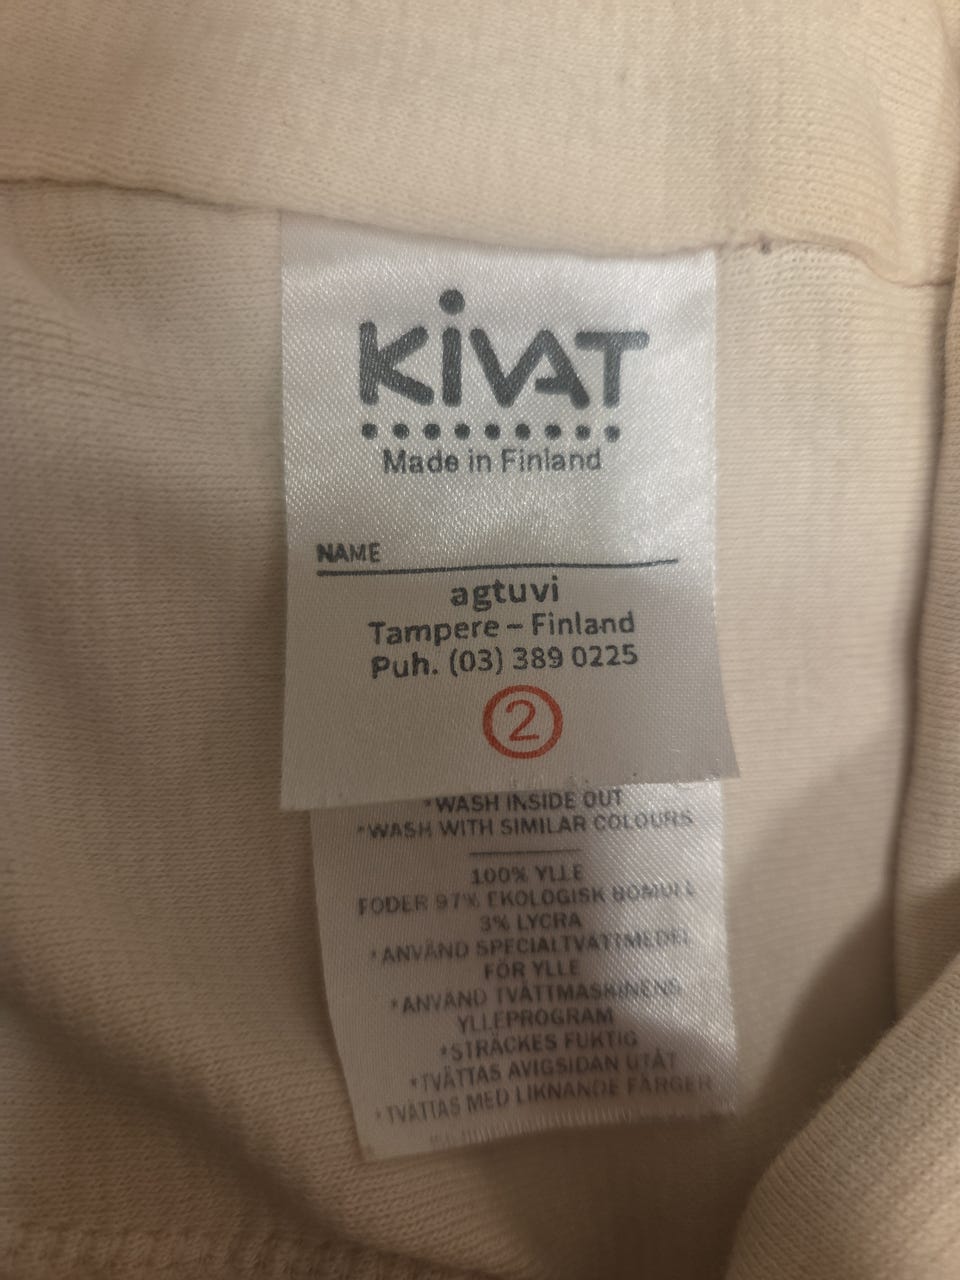 KiVAT
Made in Finland
NAME
agtuvi
Tampere – Finland
Puh. (03) 389 0225
2
*WASH INSIDE OUT
*WASH WITH SIMILAR COLOURS
100% YLLE
FODER 97% EKOLOGISK BOMULL
3% LYCRA
*ANVÄND SPECIALTVÄTTMEDEL
FÖR YLLE
*ANVÄND TVÄTTMASKINENS
YLLEPROGRAM
*STRÄCKES FUKTIG
*TVÄTTAS AVIGSIDAN UTÅT
*TVÄTTAS MED LIKNANDE FÄRGER